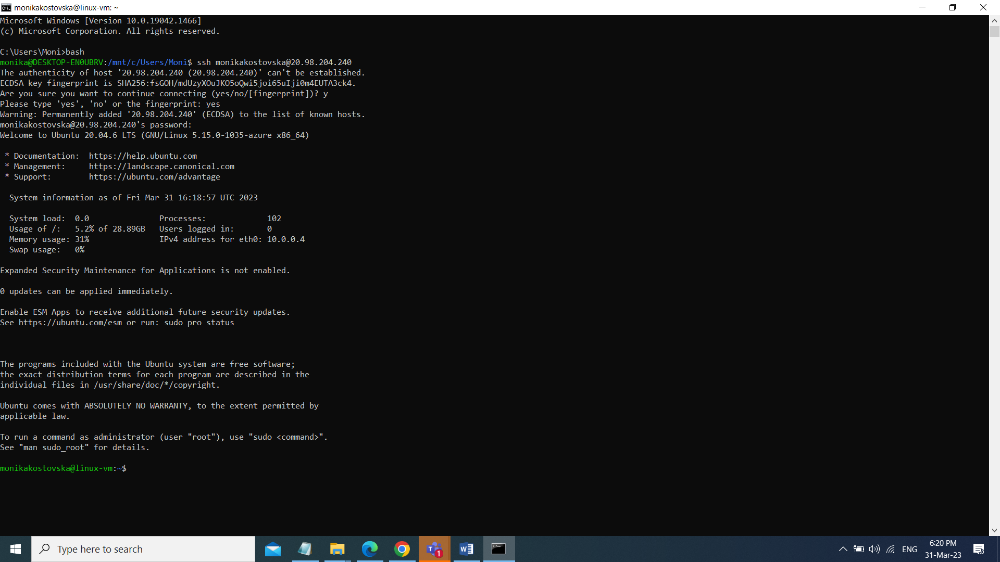 monikakostovska@linux-vm: ~
Microsoft Windows [Version 10.0.19042.1466]
(c) Microsoft Corporation. All rights reserved.
C:\Users\Moni>bash
monika@DESKTOP-EN0UBRV:/mnt/c/Users/Moni$ ssh monikakostovska@20.98.204.240
The authenticity of host '20.98.204.240 (20.98.204.240)' can't be established.
ECDSA key fingerprint is SHA256:fsGOH/mdUzyXOuJKO5oQwi5joi65uIji0m4EUTA3ck4.
Are you sure you want to continue connecting (yes/no/[fingerprint])? y
Please type 'yes', 'no' or the fingerprint: yes
Warning: Permanently added '20.98.204.240' (ECDSA) to the list of known hosts.
monikakostovska@20.98.204.240's password:
Welcome to Ubuntu 20.04.6 LTS (GNU/Linux 5.15.0-1035-azure x86_64)
* Documentation:  https://help.ubuntu.com
* Management:     https://landscape.canonical.com
* Support:        https://ubuntu.com/advantage
System information as of Fri Mar 31 16:18:57 UTC 2023
System load:  0.0               Processes:             102
Usage of /:   5.2% of 28.89GB   Users logged in:       0
Memory usage: 31%               IPv4 address for eth0: 10.0.0.4
Swap usage:   0%
Expanded Security Maintenance for Applications is not enabled.
0 updates can be applied immediately.
Enable ESM Apps to receive additional future security updates.
See https://ubuntu.com/esm or run: sudo pro status
The programs included with the Ubuntu system are free software;
the exact distribution terms for each program are described in the
individual files in /usr/share/doc/*/copyright.
Ubuntu comes with ABSOLUTELY NO WARRANTY, to the extent permitted by
applicable law.
To run a command as administrator (user "root"), use "sudo <command>".
See "man sudo_root" for details.
monikakostovska@linux-vm:~$
Type here to search
1
ENG
6:20 PM
31-Mar-23